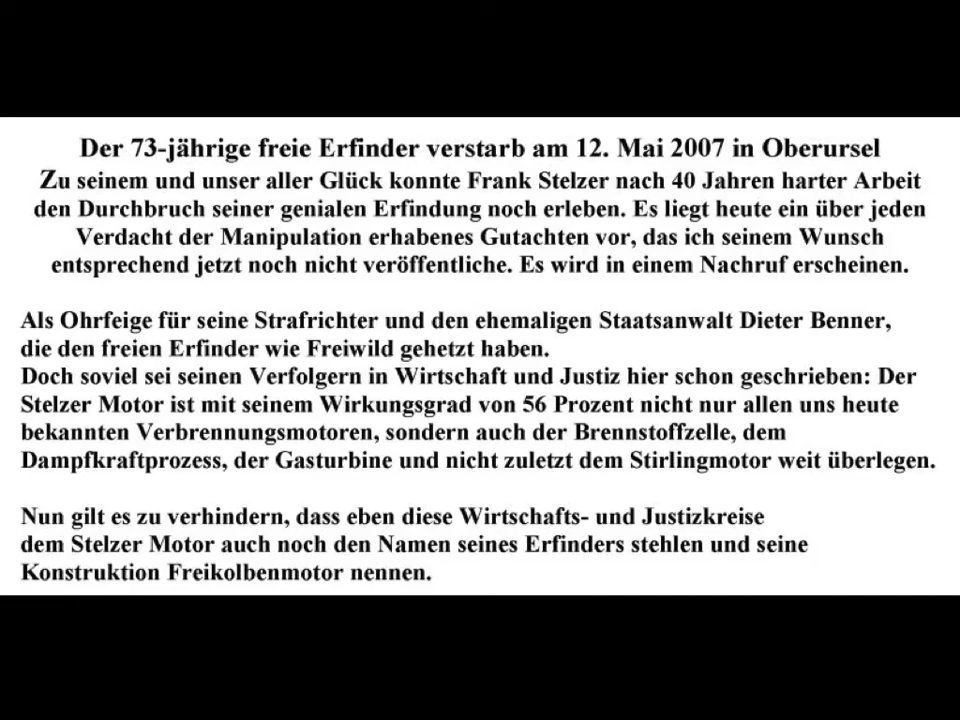 Der 73-jährige freie Erfinder verstarb am 12. Mai 2007 in Oberursel
Zu seinem und unser aller Glück konnte Frank Stelzer nach 40 Jahren harter Arbeit
den Durchbruch seiner genialen Erfindung noch erleben. Es liegt heute ein über jeden
Verdacht der Manipulation erhabenes Gutachten vor, das ich seinem Wunsch
entsprechend jetzt noch nicht veröffentliche. Es wird in einem Nachruf erscheinen.
Als Ohrfeige für seine Strafrichter und den ehemaligen Staatsanwalt Dieter Benner,
die den freien Erfinder wie Freiwild gehetzt haben.
Doch soviel sei seinen Verfolgern in Wirtschaft und Justiz hier schon geschrieben: Der
Stelzer Motor ist mit seinem Wirkungsgrad von 56 Prozent nicht nur allen uns heute
bekannten Verbrennungsmotoren, sondern auch der Brennstoffzelle, dem
Dampfkraftprozess, der Gasturbine und nicht zuletzt dem Stirlingmotor weit überlegen.
Nun gilt es zu verhindern, dass eben diese Wirtschafts- und Justizkreise
dem Stelzer Motor auch noch den Namen seines Erfinders stehlen und seine
Konstruktion Freikolbenmotor nennen.